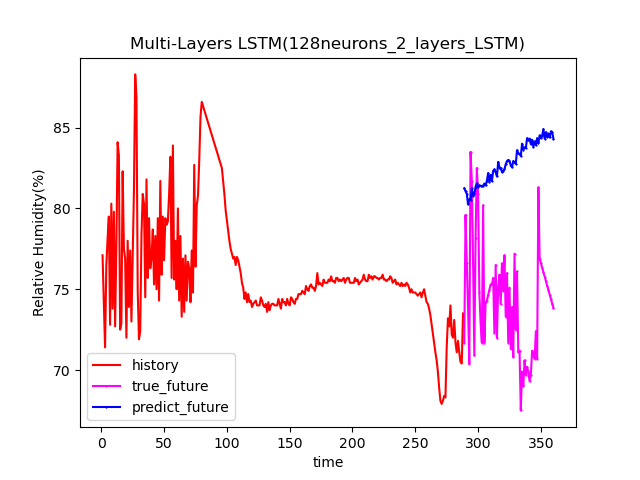 Multi-Layers LSTM(128neurons_2_layers_LSTM)
Relative Humidity(%)
85
80
75
70
history
true_future
predict_future
0 50 100 150 200 250 300 350
time